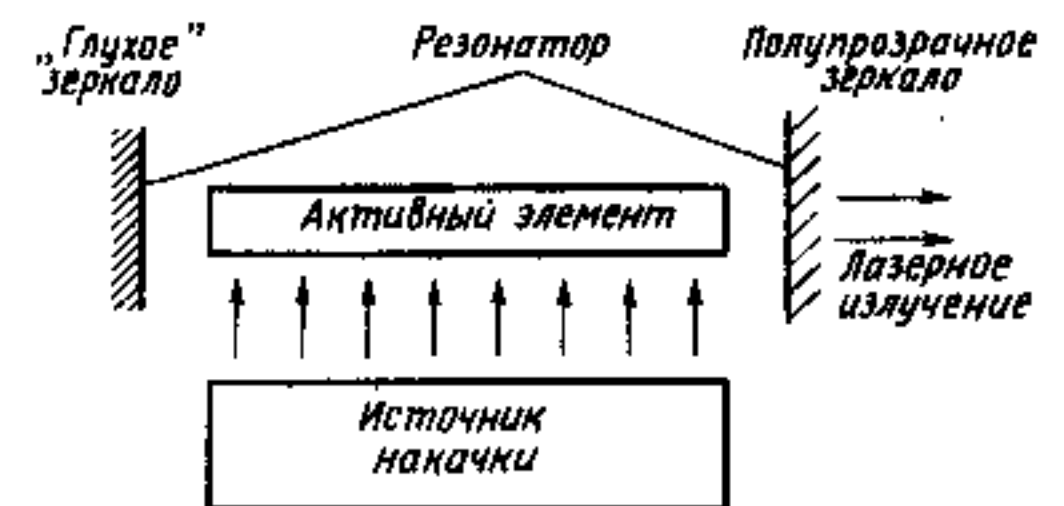 „Глухое”
зеркало
Резонатор
Полупрозрачное
зеркало
Активный элемент
Лазерное
излучение
Источник
накачки